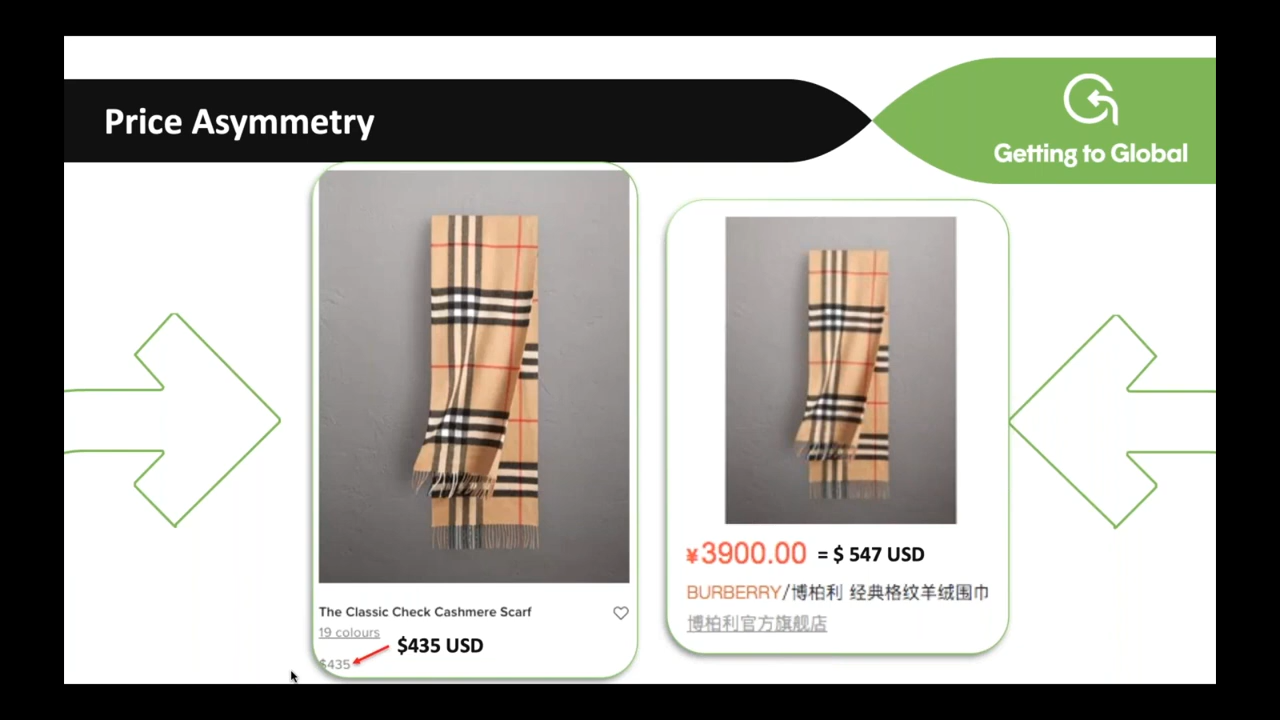 Price Asymmetry
Getting to Global
The Classic Check Cashmere Scarf
19 colours
$435 USD
$435
¥3900.00 = $ 547 USD
BURBERRY/博柏利 经典格纹羊绒围巾
博柏利官方旗舰店